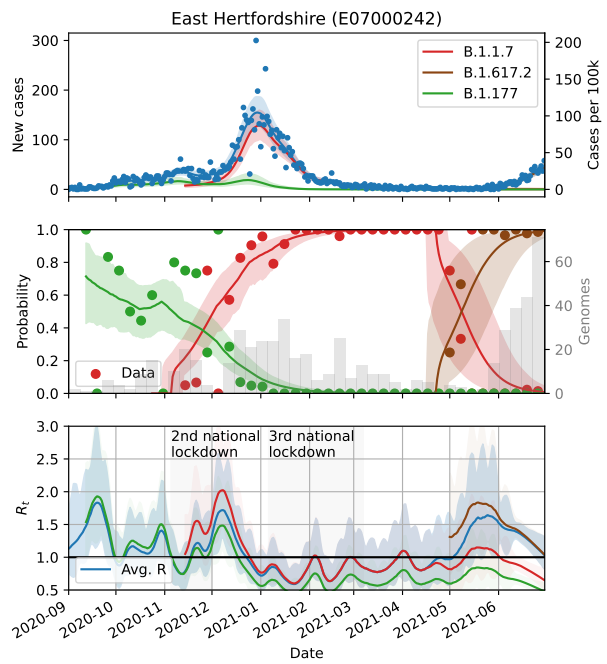 East Hertfordshire (E07000242)
300
200
100
0
New cases
200
150
100
50
0
Cases per 100k
B.1.1.7
B.1.617.2
B.1.177
1.0
0.8
0.6
0.4
0.2
0.0
Probability
60
40
20
0
Genomes
Data
3.0
2.5
2.0
1.5
1.0
0.5
Rt
2nd national
lockdown
3rd national
lockdown
Avg. R
2020-09
2020-10
2020-11
2020-12
2021-01
2021-02
2021-03
2021-04
2021-05
2021-06
Date